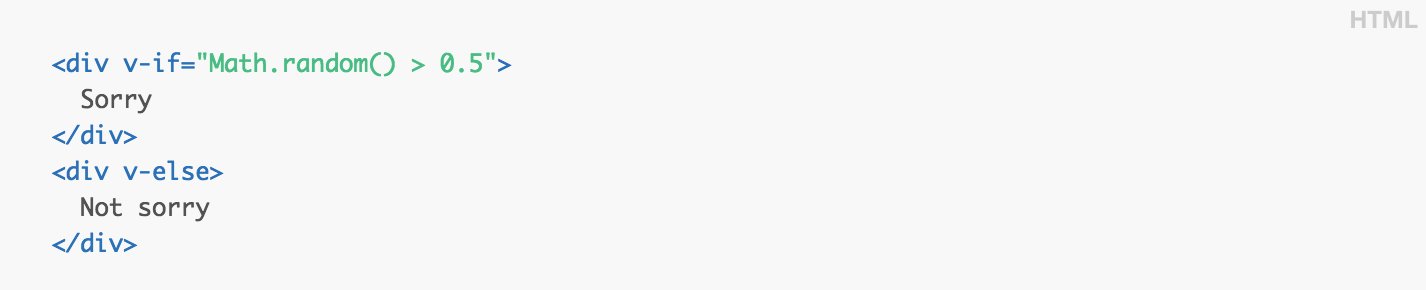 HTML
<div v-if="Math.random() > 0.5">
  Sorry
</div>
<div v-else>
  Not sorry
</div>